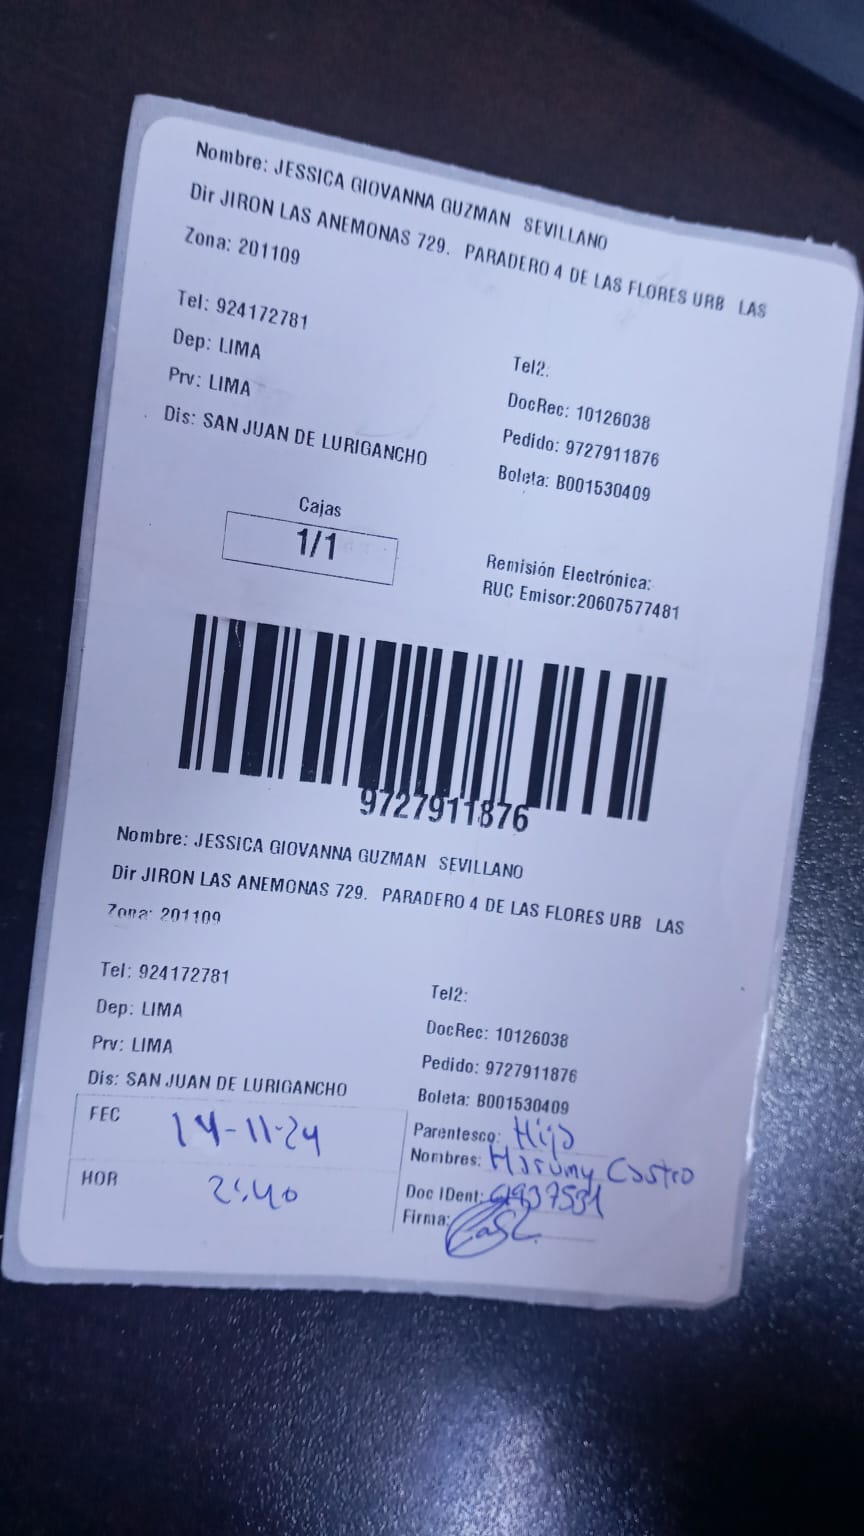 Nombre: JESSICA GIOVANNA GUZMAN SEVILLANO
Dir JIRON LAS ANEMONAS 729. PARADERO 4 DE LAS FLORES URB LAS
Zona: 201109
Tel: 924172781
Tel2:
Dep: LIMA
DocRec: 10126038
Prv: LIMA
Pedido: 9727911876
Dis: SAN JUAN DE LURIGANCHO
Boleta: B001530409
Cajas
1/1
Remisión Electrónica:
RUC Emisor:20607577481
9727911876
Nombre: JESSICA GIOVANNA GUZMAN SEVILLANO
Dir JIRON LAS ANEMONAS 729. PARADERO 4 DE LAS FLORES URB LAS
Zona: 201109
Tel: 924172781
Tel2:
Dep: LIMA
DocRec: 10126038
Prv: LIMA
Pedido: 9727911876
Dis: SAN JUAN DE LURIGANCHO
Boleta: B001530409
FEC 14-11-24
Parentesco:
Nombres: Harumy Castro
HOR
Doc IDent:
Firma: